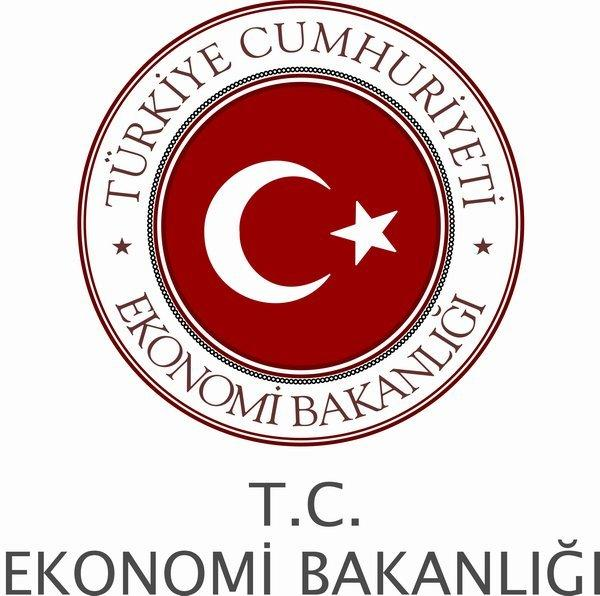 TÜRKİYE CUMHURİYETİ
EKONOMİ BAKANLIĞI
T.C.
EKONOMİ BAKANLIĞI